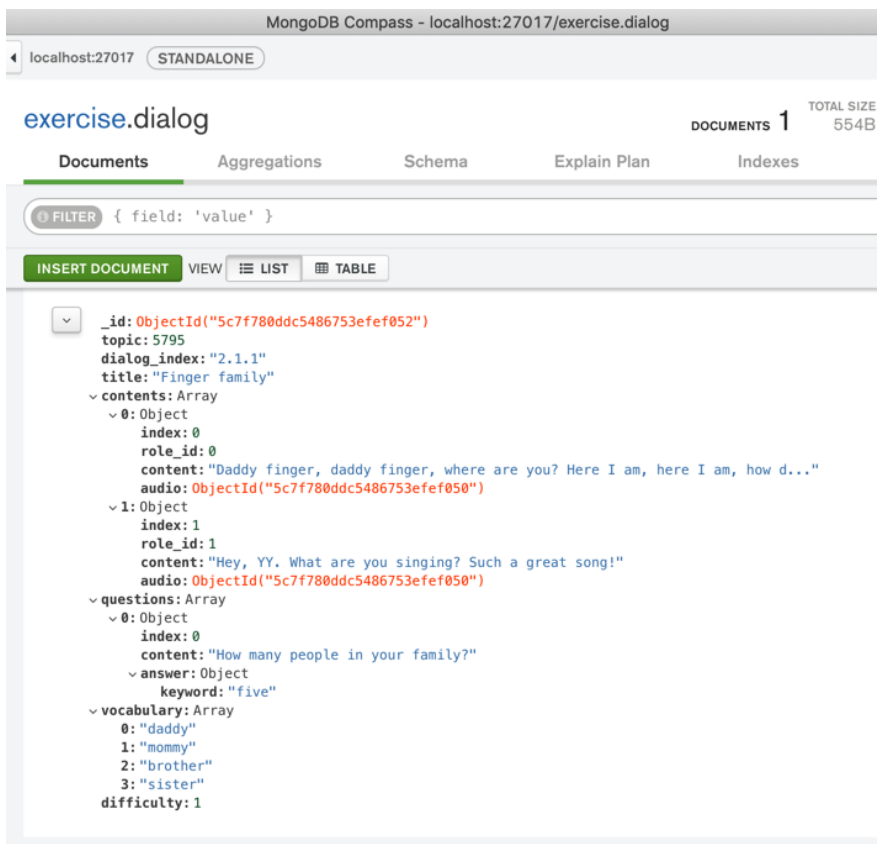 MongoDB Compass - localhost:27017/exercise.dialog
localhost:27017 STANDALONE
exercise.dialog
DOCUMENTS 1 TOTAL SIZE 554B
Documents Aggregations Schema Explain Plan Indexes
FILTER { field: 'value' }
INSERT DOCUMENT VIEW LIST TABLE
_id: ObjectId("5c7f780ddc5486753efef052")
topic: 5795
dialog_index: "2.1.1"
title: "Finger family"
contents: Array
0: Object
index: 0
role_id: 0
content: "Daddy finger, daddy finger, where are you? Here I am, here I am, how d..."
audio: ObjectId("5c7f780ddc5486753efef050")
1: Object
index: 1
role_id: 1
content: "Hey, YY. What are you singing? Such a great song!"
audio: ObjectId("5c7f780ddc5486753efef050")
questions: Array
0: Object
index: 0
content: "How many people in your family?"
answer: Object
keyword: "five"
vocabulary: Array
0: "daddy"
1: "mommy"
2: "brother"
3: "sister"
difficulty: 1